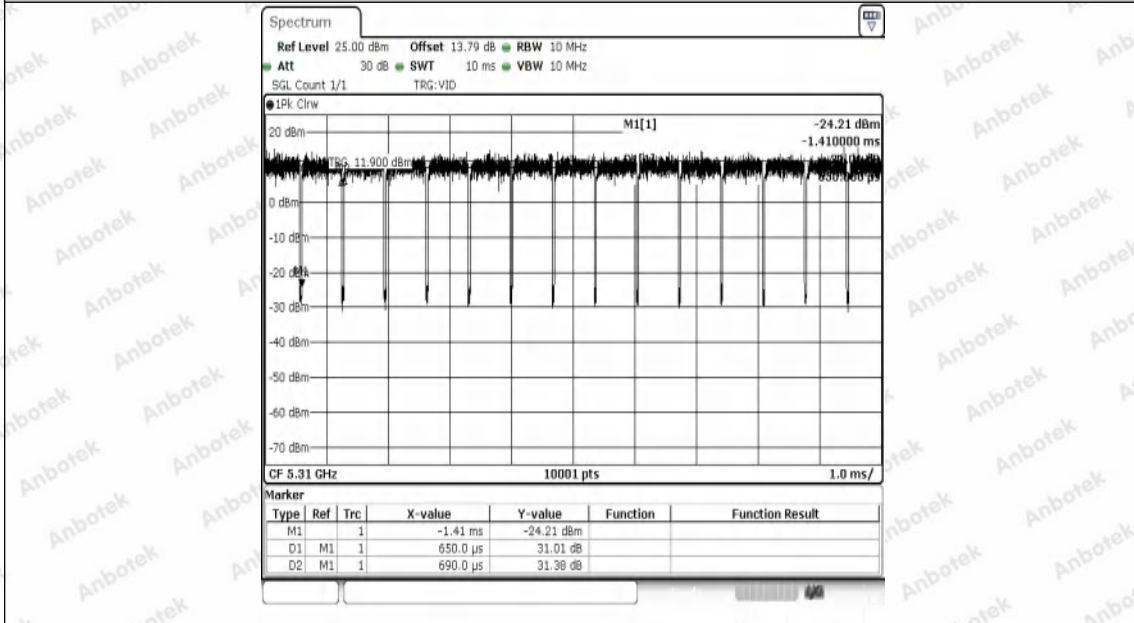 Spectrum
Ref Level 25.00 dBm Offset 13.79 dB RBW 10 MHz
Att 30 dB SWT 10 ms VBW 10 MHz
SGL Count 1/1 TRG:VID
1Pk Clrw
M1[1] -24.21 dBm
-1.410000 ms
20 dBm
TRG 11.900 dBm
0 dBm
-10 dBm
-20 dBm
-30 dBm
-40 dBm
-50 dBm
-60 dBm
-70 dBm
CF 5.31 GHz 10001 pts 1.0 ms/
Marker
Type Ref Trc X-value Y-value Function Function Result
M1 1 -1.41 ms -24.21 dBm
D1 M1 1 650.0 µs 31.01 dB
D2 M1 1 690.0 µs 31.38 dB
Anbotek